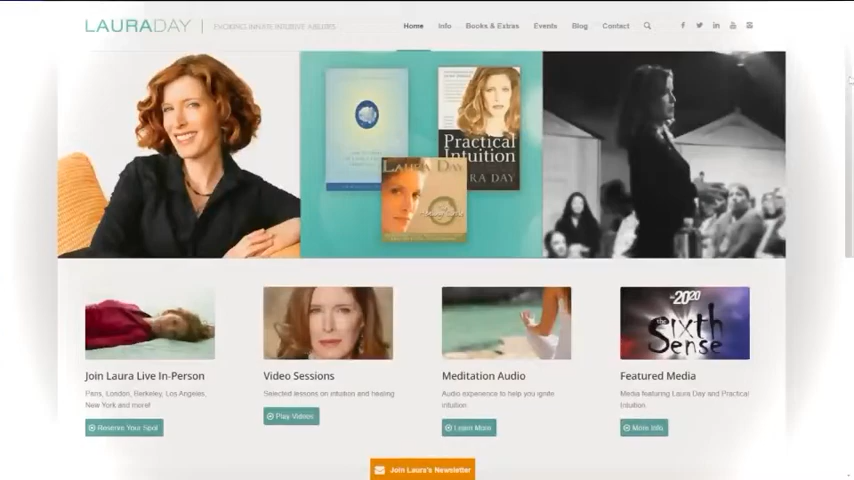 LAURADAY | EVOKING INNATE INTUITIVE ABILITIES
Home Info Books & Extras Events Blog Contact
Practical
Intuition
LAURA DAY
RA DAY
20/20
the
sixth
Sense
Join Laura Live In-Person
Video Sessions
Meditation Audio
Featured Media
Paris, London, Berkeley, Los Angeles,
New York and more!
Selected lessons on intuition and healing
Audio experience to help you ignite
intuition
Media featuring Laura Day and Practical
Intuition
Reserve Your Spot
Play Videos
Learn More
More Info
Join Laura's Newsletter